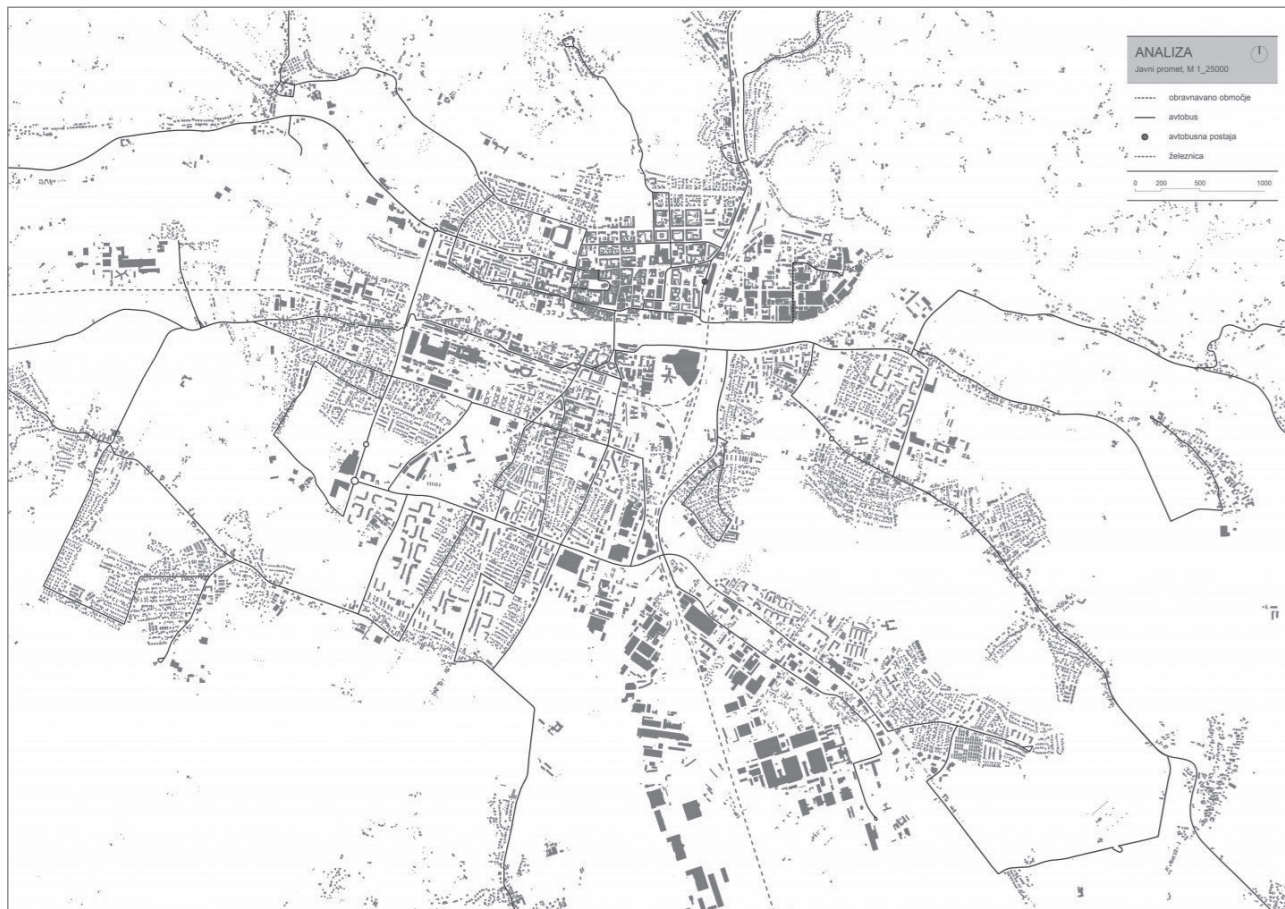 ANALIZA
Javni promet, M 1_25000
obravnavano območje
avtobus
avtobusna postaja
železnica
0 200 500 1000